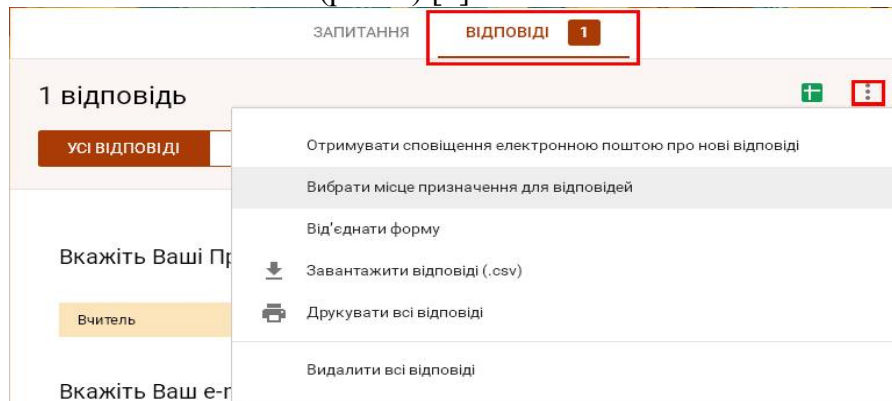 ЗАПИТАННЯ ВІДПОВІДІ 1
1 відповідь
УСІ ВІДПОВІДІ
Отримувати сповіщення електронною поштою про нові відповіді
Вибрати місце призначення для відповідей
Від'єднати форму
Вкажіть Ваші Пр
Завантажити відповіді (.csv)
Вчитель
Друкувати всі відповіді
Видалити всі відповіді
Вкажіть Ваш e-m